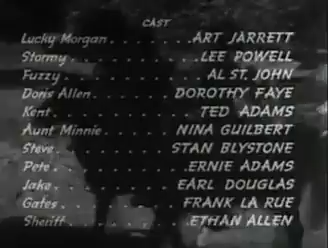 CAST
Lucky Morgan..........ART JARRETT
Stormy..........LEE POWELL
Fuzzy..........AL ST. JOHN
Doris Allen.........DOROTHY FAYE
Kent..........TED ADAMS
Aunt Minnie........NINA GUILBERT
Steve..........STAN BLYSTONE
Pete..........ERNIE ADAMS
Jake..........EARL DOUGLAS
Gates..........FRANK LA RUE
Sheriff..........ETHAN ALLEN